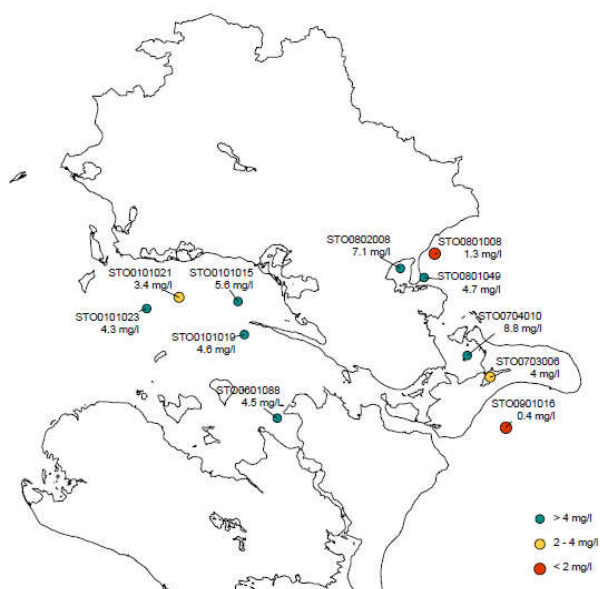 STO0802008
7.1 mg/l
STO0801008
1.3 mg/l
STO0801049
4.7 mg/l
STO0101021
3.4 mg/l
STO0101015
5.6 mg/l
STO0101023
4.3 mg/l
STO0101019
4.6 mg/l
STO0704010
8.8 mg/l
STO0703006
4 mg/l
STO0601088
4.5 mg/L
STO0901016
0.4 mg/l
> 4 mg/l
2 - 4 mg/l
< 2 mg/l